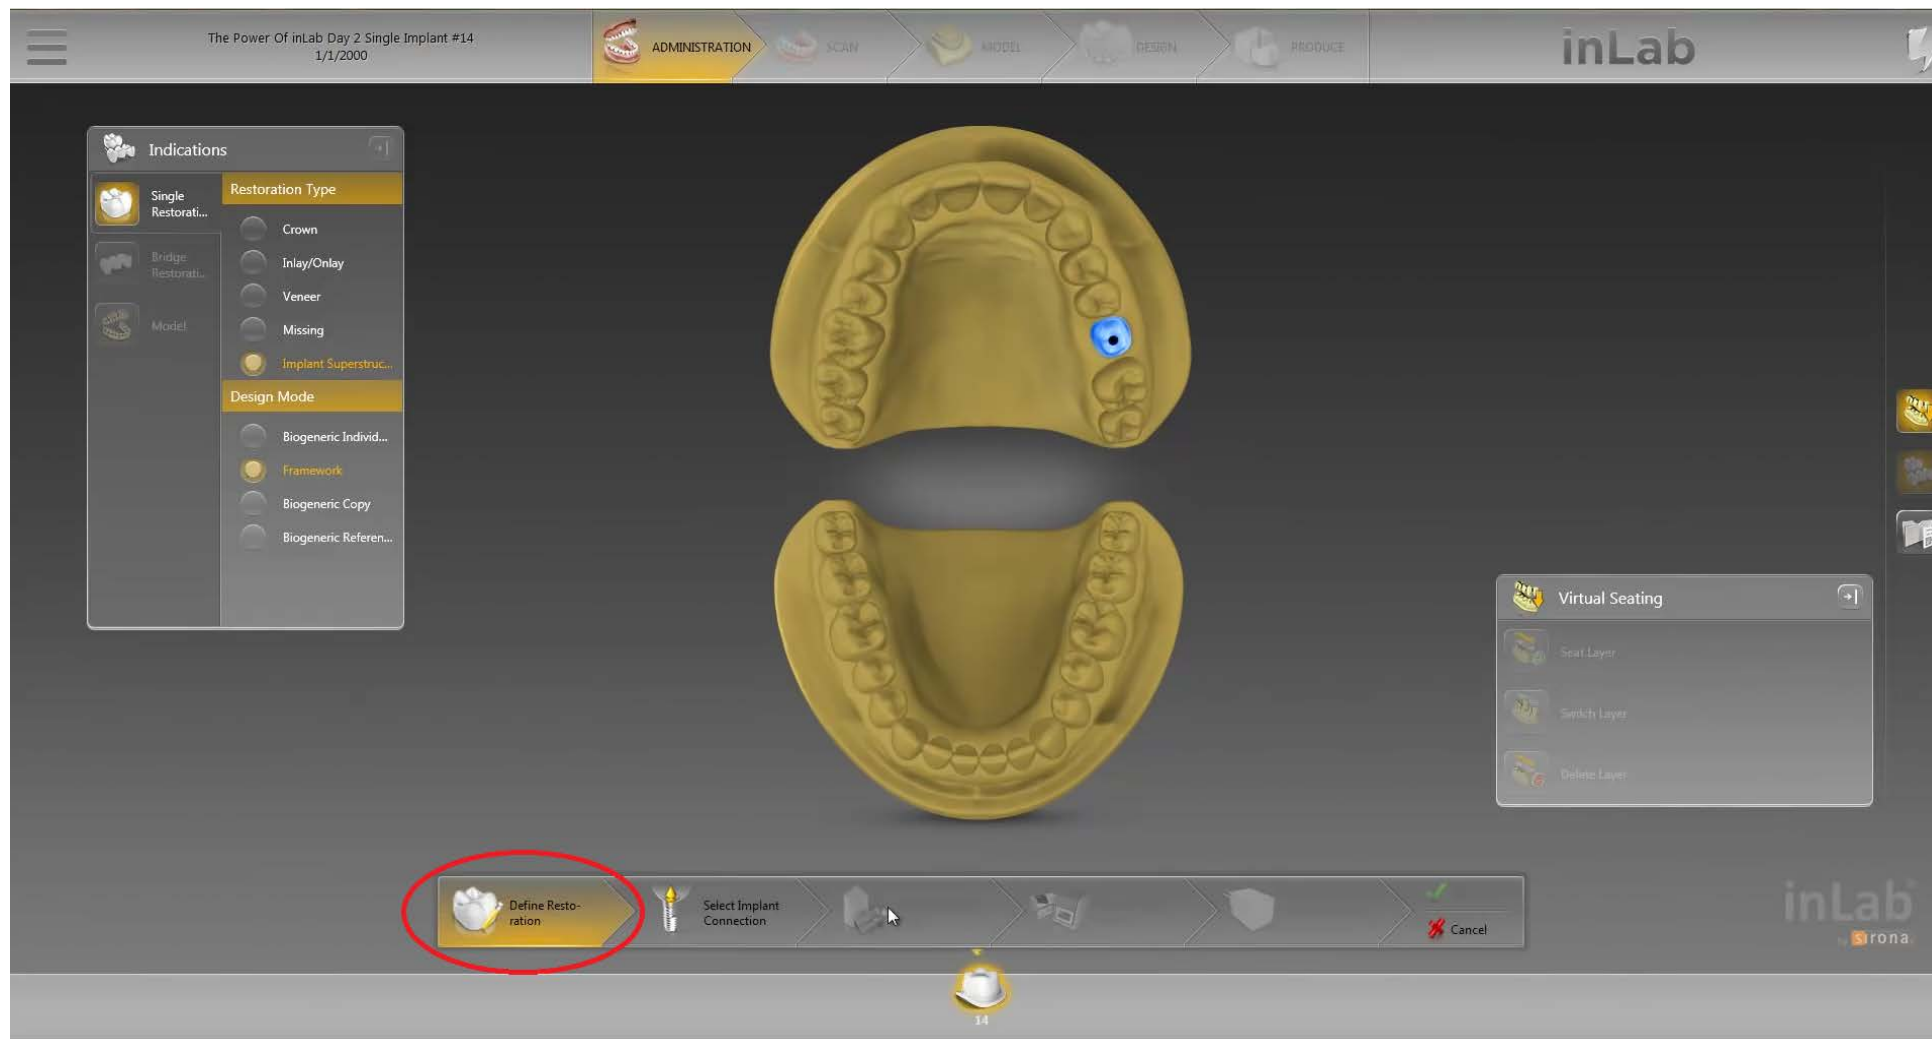 The Power Of inLab Day 2 Single Implant #14
1/1/2000
ADMINISTRATION
SCAN
MODEL
DESIGN
PRODUCE
inLab
Indications
Single
Restorati...
Bridge
Restorati...
Model
Restoration Type
Crown
Inlay/Onlay
Veneer
Missing
Implant Superstruc...
Design Mode
Biogeneric Individ...
Framework
Biogeneric Copy
Biogeneric Referen...
Virtual Seating
Seat Layer
Switch Layer
Delete Layer
Define Resto-
ration
Select Implant
Connection
Cancel
inLab
by sirona
14